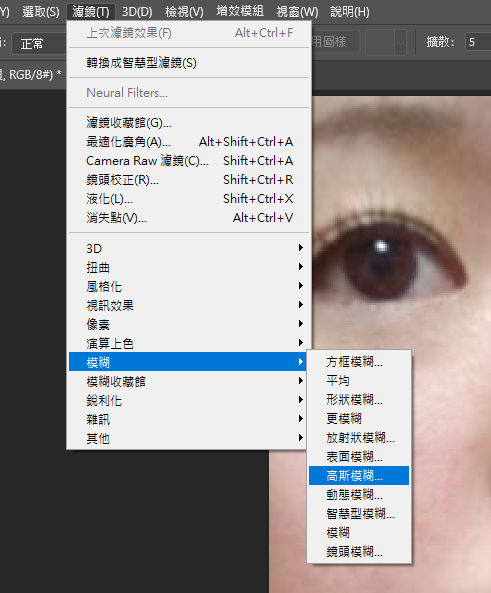 Y) 選取(S) 濾鏡(T) 3D(D) 檢視(V) 增效模組 視窗(W) 說明(H)
正常 用圖樣 擴散: 5
, RGB/8#) *
上次濾鏡效果(F) Alt+Ctrl+F
轉換成智慧型濾鏡(S)
Neural Filters...
濾鏡收藏館(G)...
最適化廣角(A)... Alt+Shift+Ctrl+A
Camera Raw 濾鏡(C)... Shift+Ctrl+A
鏡頭校正(R)... Shift+Ctrl+R
液化(L)... Shift+Ctrl+X
消失點(V)... Alt+Ctrl+V
3D
扭曲
風格化
視訊效果
像素
演算上色
模糊
模糊收藏館
銳利化
雜訊
其他
方框模糊...
平均
形狀模糊...
更模糊
放射狀模糊...
表面模糊...
高斯模糊...
動態模糊...
智慧型模糊...
模糊
鏡頭模糊...